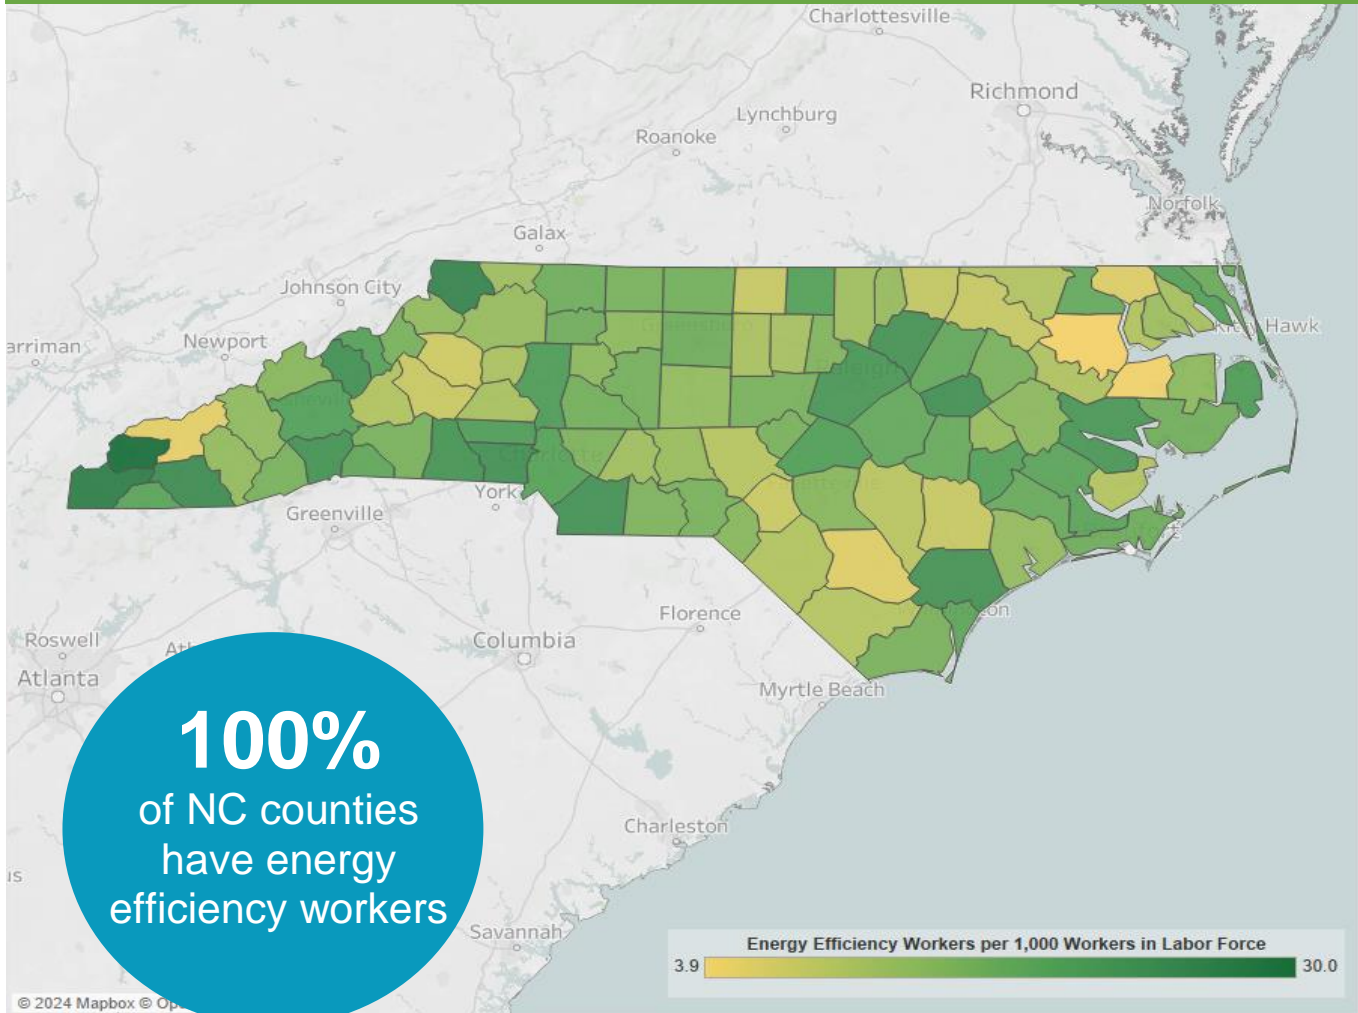 Charlottesville
Richmond
Lynchburg
Roanoke
Norfolk
Galax
Johnson City
Newport
arriman
Hawk
York
Greenville
Florence
Columbia
Roswell
Atlanta
Myrtle Beach
Charleston
Savannah
100%
of NC counties
have energy
efficiency workers
Energy Efficiency Workers per 1,000 Workers in Labor Force
3.9
30.0
© 2024 Mapbox © Op